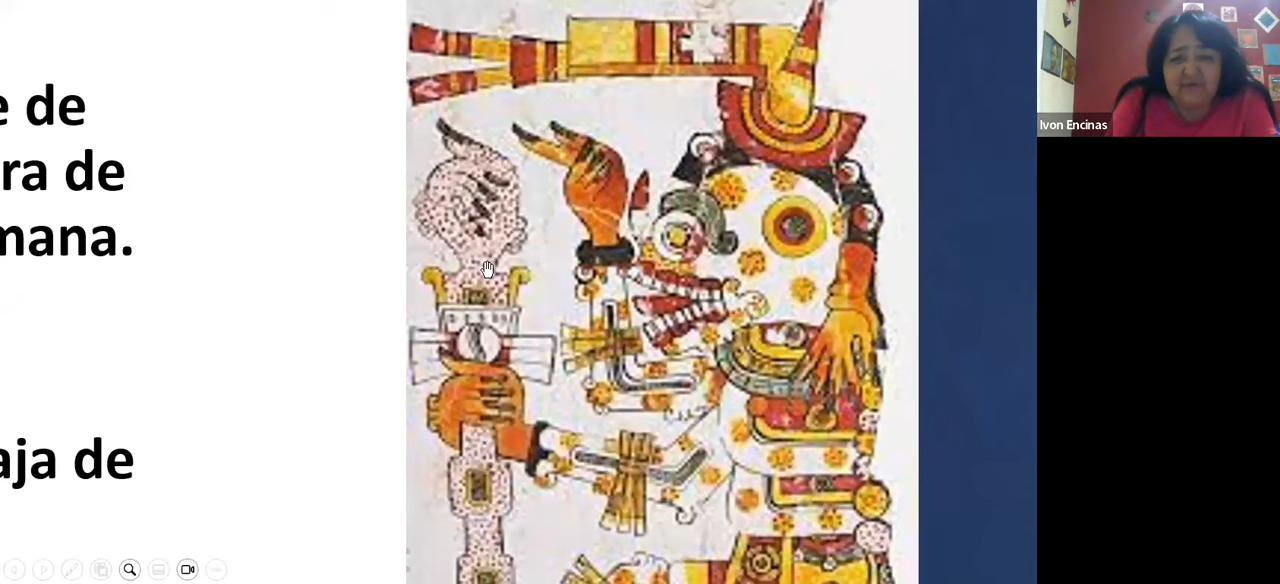 e de
ra de
mana.
aja de
Ivon Encinas